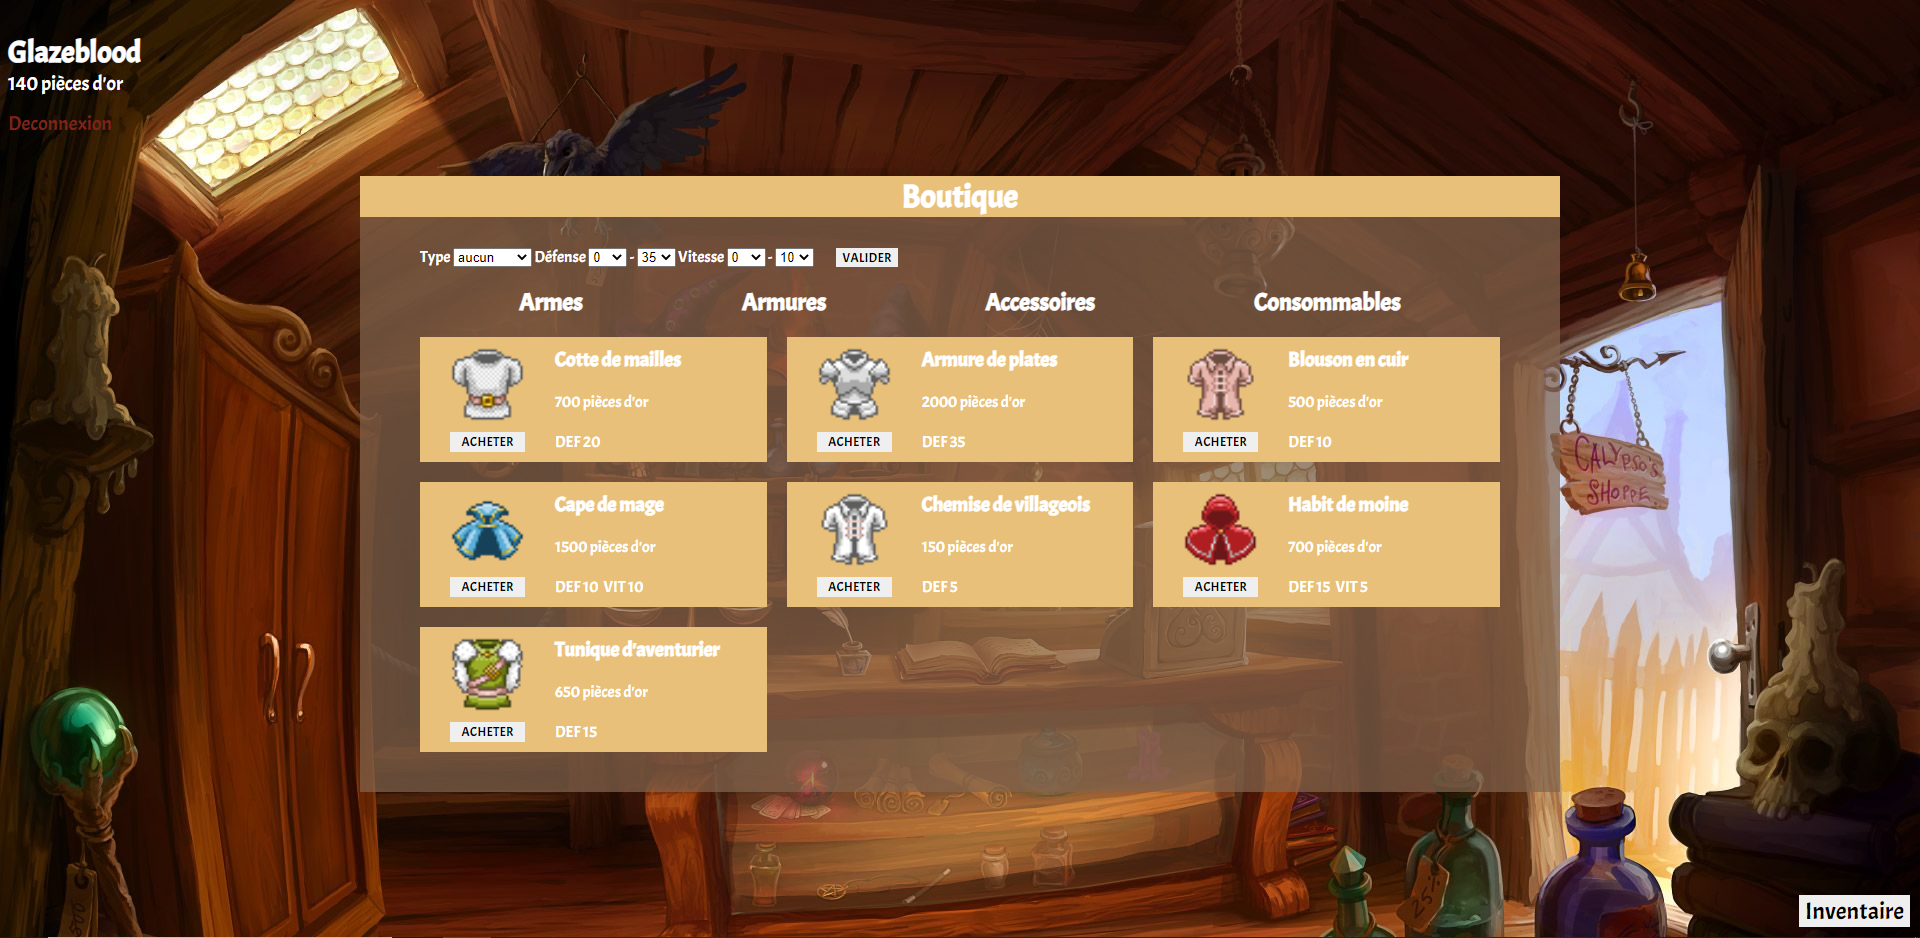 Glazeblood
140 pièces d'or
Deconnexion
Boutique
Type aucun Défense 0 - 35 Vitesse 0 - 10 VALIDER
Armes Armures Accessoires Consommables
Cotte de mailles
700 pièces d'or
ACHETER DEF 20
Armure de plates
2000 pièces d'or
ACHETER DEF 35
Blouson en cuir
500 pièces d'or
ACHETER DEF 10
Cape de mage
1500 pièces d'or
ACHETER DEF 10 VIT 10
Chemise de villageois
150 pièces d'or
ACHETER DEF 5
Habit de moine
700 pièces d'or
ACHETER DEF 15 VIT 5
Tunique d'aventurier
650 pièces d'or
ACHETER DEF 15
CALYPSO'S
SHOPPE
25%
500
Inventaire